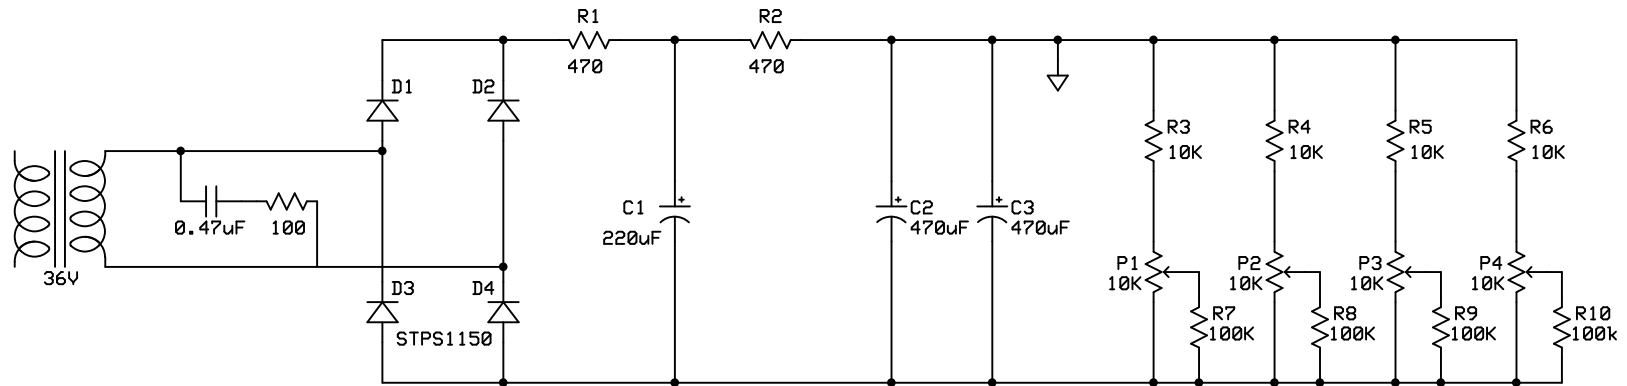 R1
470
R2
470
D1
D2
R3
10K
R4
10K
R5
10K
R6
10K
0.47uF
100
36V
C1
220uF
+
C2
470uF
+
C3
470uF
+
P1
10K
P2
10K
P3
10K
P4
10K
D3
D4
STPS1150
R7
100K
R8
100K
R9
100K
R10
100k